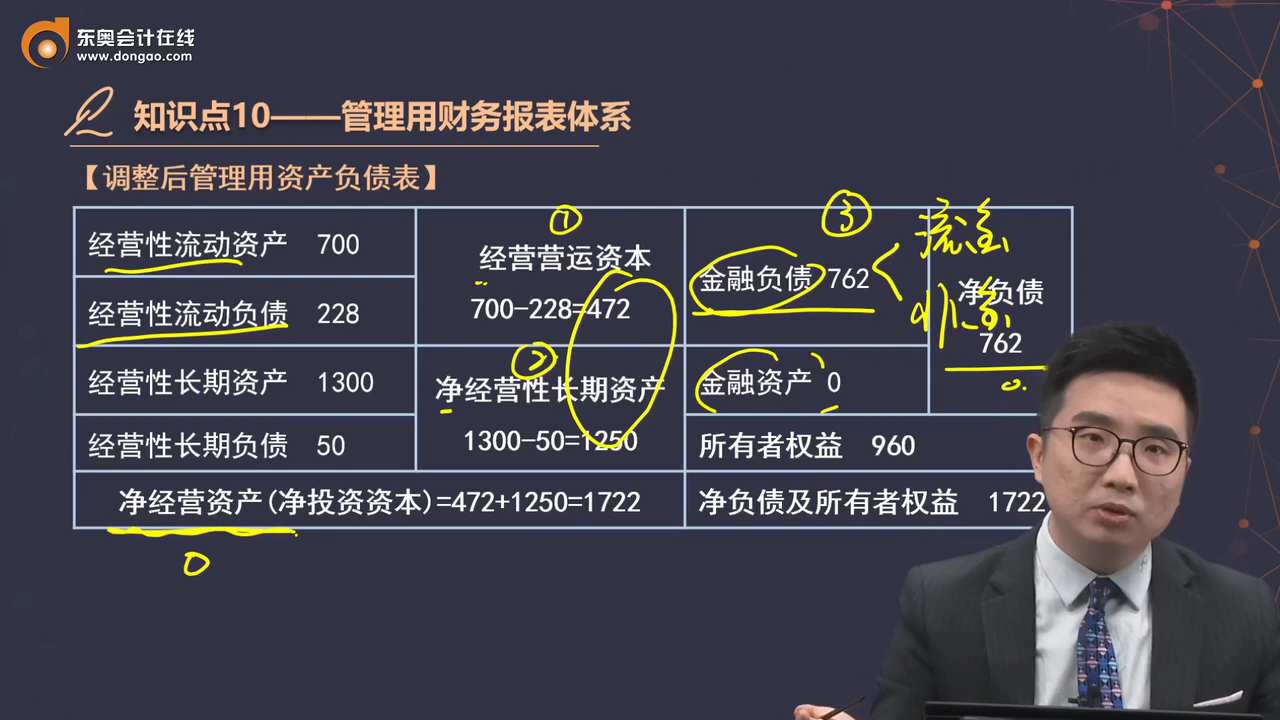 东奥会计在线
www.dongao.com
知识点10——管理用财务报表体系
【调整后管理用资产负债表】
经营性流动资产 700
经营性流动负债 228
经营性长期资产 1300
经营性长期负债 50
①
经营营运资本
700-228=472
②
净经营性长期资产
1300-50=1250
③
金融负债 762
流金
非流金
净负债
762
0.
金融资产 0
所有者权益 960
净经营资产(净投资资本)=472+1250=1722
净负债及所有者权益 1722
0